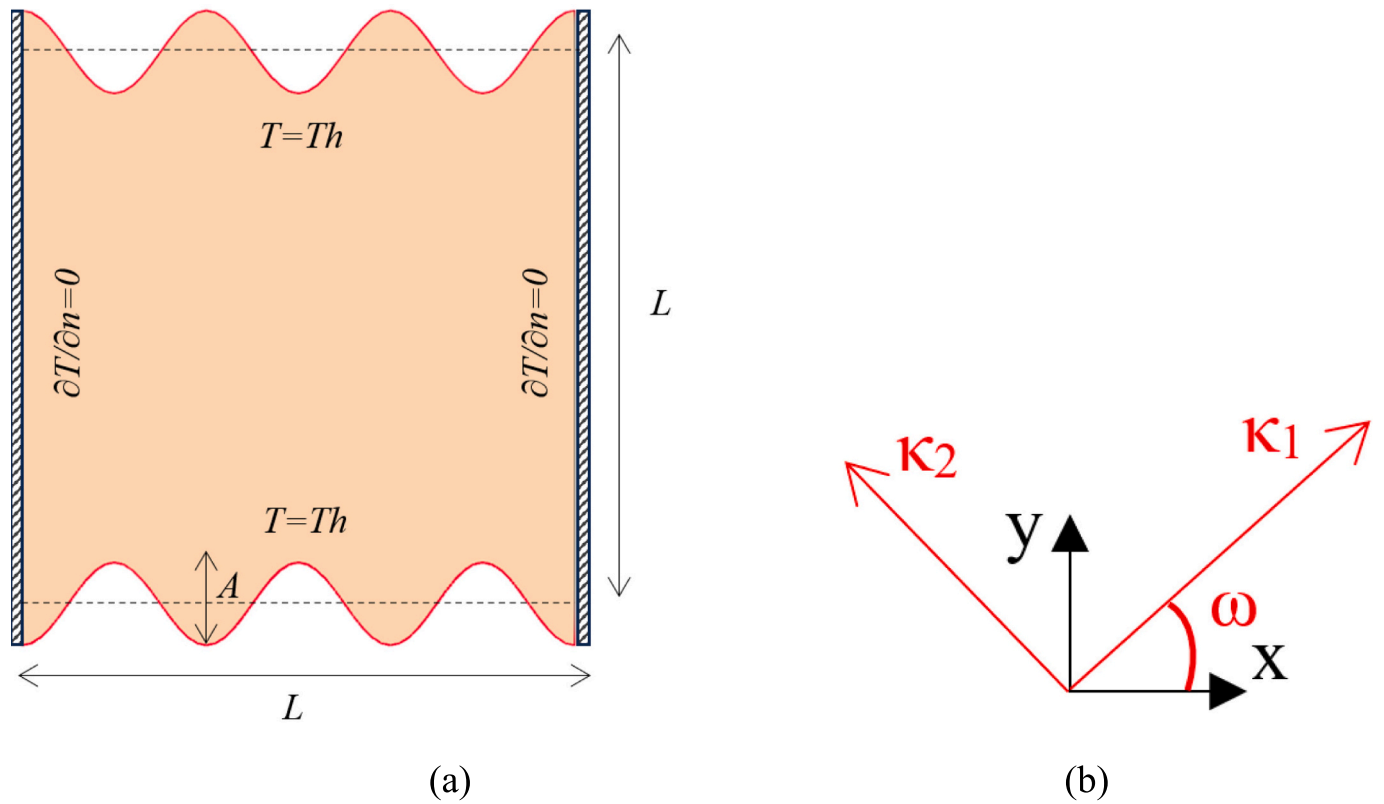 T=Th
∂T/∂n=0
∂T/∂n=0
L
T=Th
A
L
κ2
κ1
y
ω
x
(a)
(b)